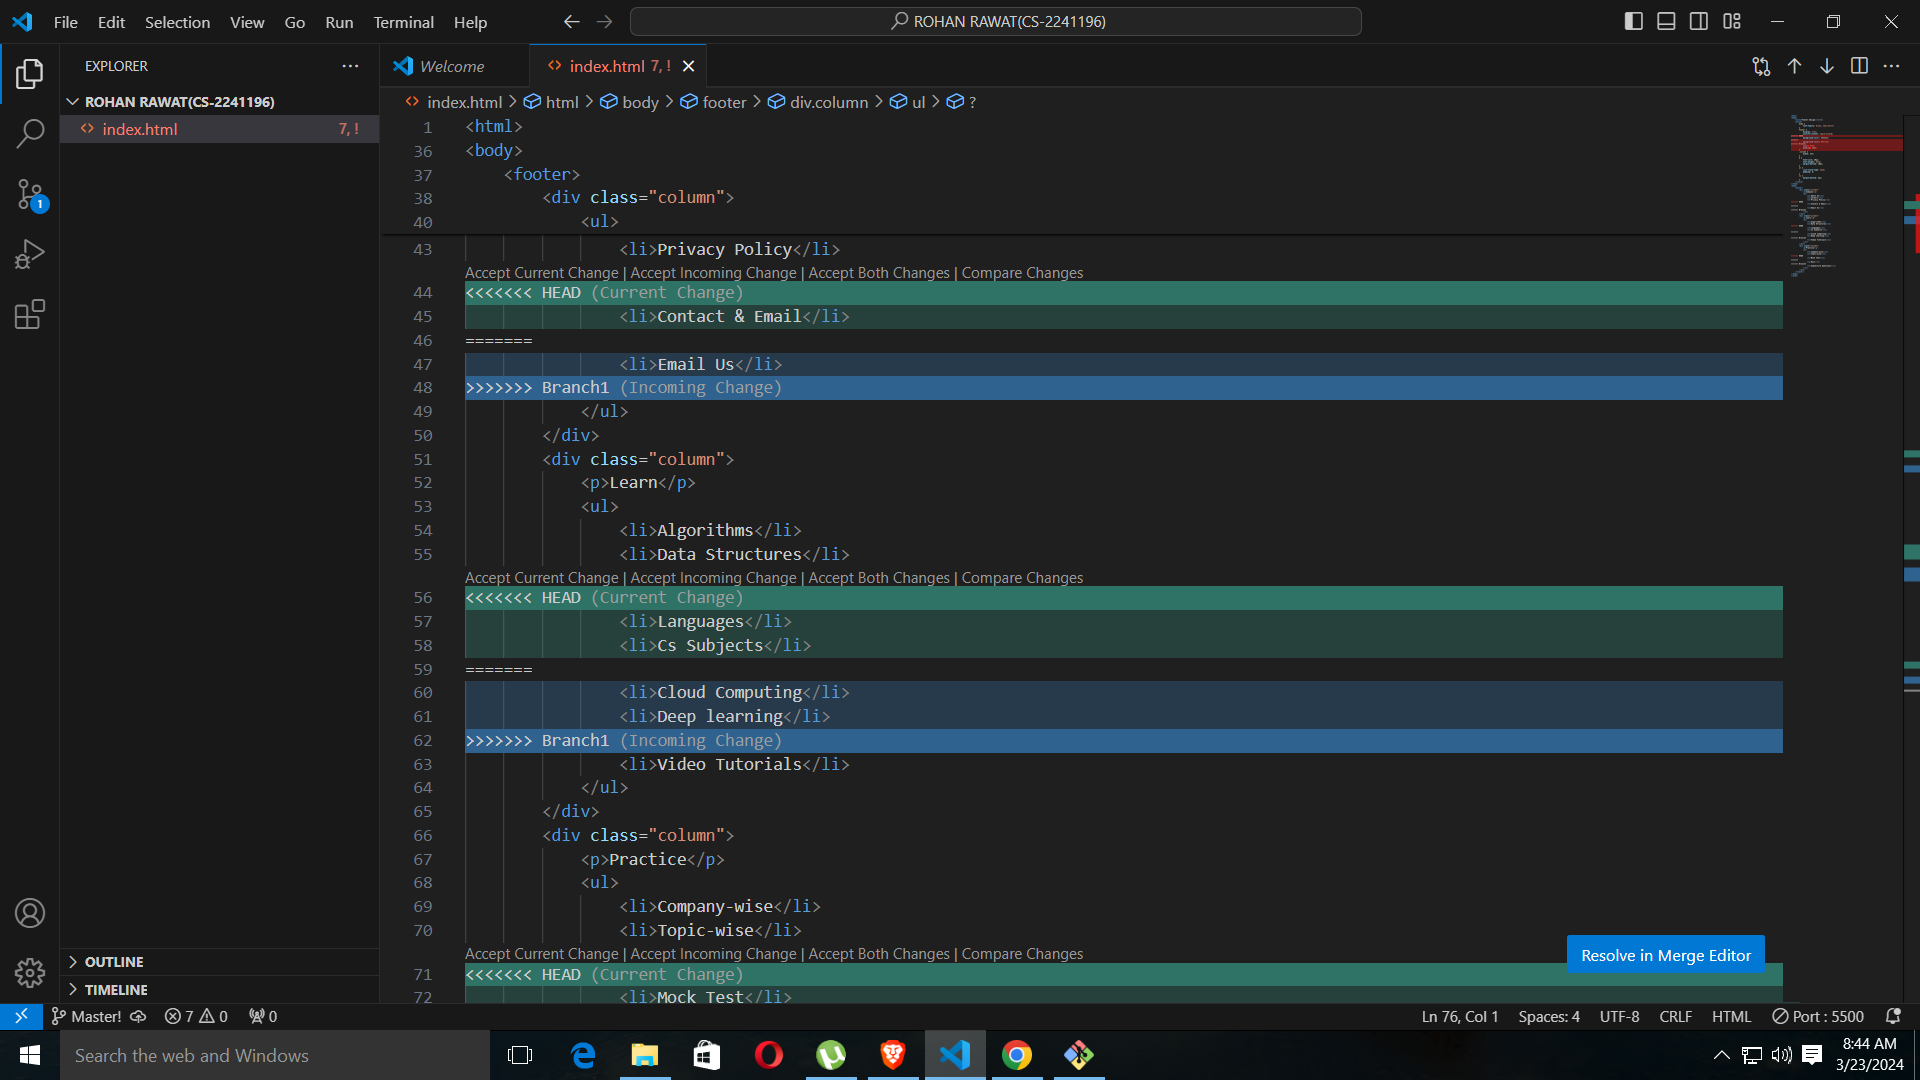 File Edit Selection View Go Run Terminal Help
ROHAN RAWAT(CS-2241196)
EXPLORER
ROHAN RAWAT(CS-2241196)
index.html 7, !
OUTLINE
TIMELINE
Welcome
index.html 7, !
index.html > html > body > footer > div.column > ul > ?
1 <html>
36 <body>
37 <footer>
38 <div class="column">
40 <ul>
43 <li>Privacy Policy</li>
Accept Current Change | Accept Incoming Change | Accept Both Changes | Compare Changes
44 <<<<<<< HEAD (Current Change)
45 <li>Contact & Email</li>
46 =======
47 <li>Email Us</li>
48 >>>>>>> Branch1 (Incoming Change)
49 </ul>
50 </div>
51 <div class="column">
52 <p>Learn</p>
53 <ul>
54 <li>Algorithms</li>
55 <li>Data Structures</li>
Accept Current Change | Accept Incoming Change | Accept Both Changes | Compare Changes
56 <<<<<<< HEAD (Current Change)
57 <li>Languages</li>
58 <li>Cs Subjects</li>
59 =======
60 <li>Cloud Computing</li>
61 <li>Deep learning</li>
62 >>>>>>> Branch1 (Incoming Change)
63 <li>Video Tutorials</li>
64 </ul>
65 </div>
66 <div class="column">
67 <p>Practice</p>
68 <ul>
69 <li>Company-wise</li>
70 <li>Topic-wise</li>
Accept Current Change | Accept Incoming Change | Accept Both Changes | Compare Changes
71 <<<<<<< HEAD (Current Change)
72 <li>Mock Test</li>
Resolve in Merge Editor
1
Master! 7 0 0
Ln 76, Col 1 Spaces: 4 UTF-8 CRLF HTML Port : 5500
Search the web and Windows
8:44 AM
3/23/2024